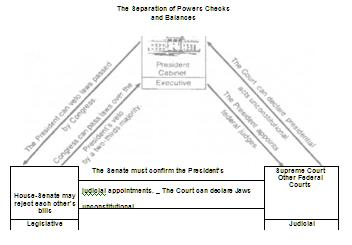 The Separation of Powers Checks
and Balances
President
Cabinet
Executive
The President can veto laws passed
by Congress.
Congress can pass laws over the
President's veto
by a two-thirds majority.
The Court can declare presidential
acts unconstitutional
The President appoints
federal judges
The Senate must confirm the President's
judicial appointments. _ The Court can declare Jaws
unconstitutional
House-Senate may
reject each other's
bills
Legislative
Supreme Court
Other Federal
Courts
Judicial